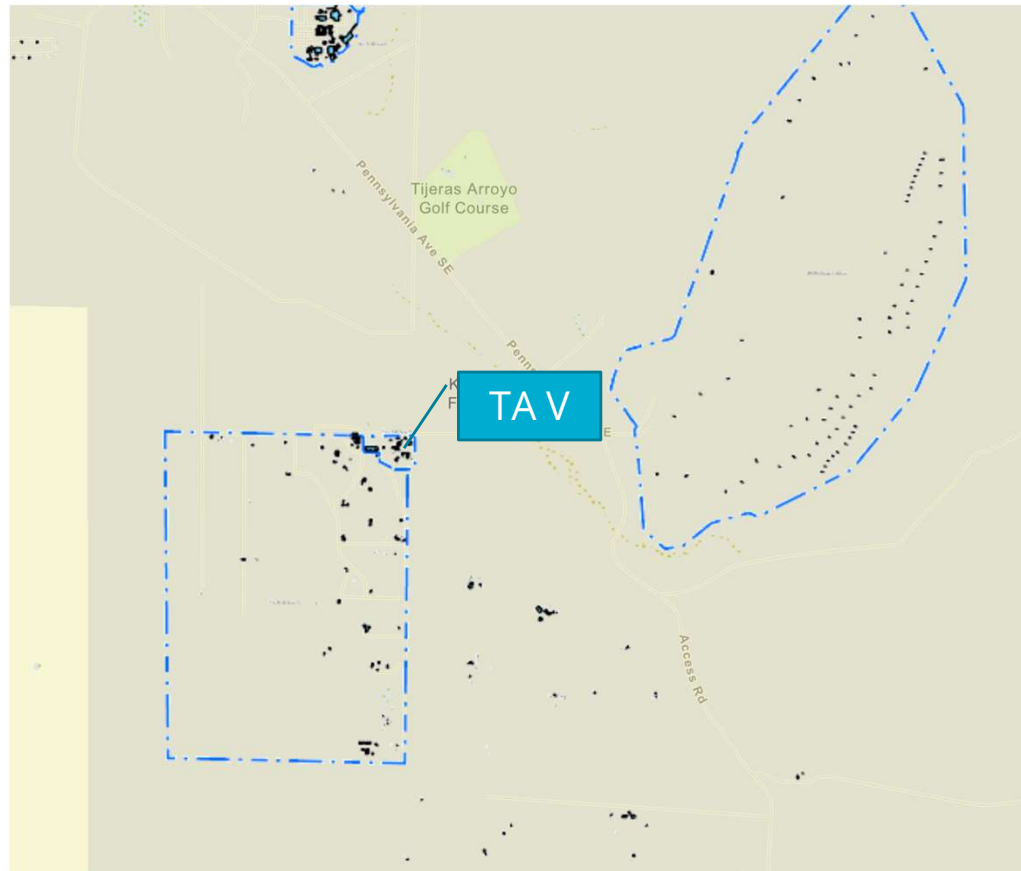 Tijeras Arroyo
Golf Course
Pennsylvania Ave SE
TA V
K
F
E
Access Rd